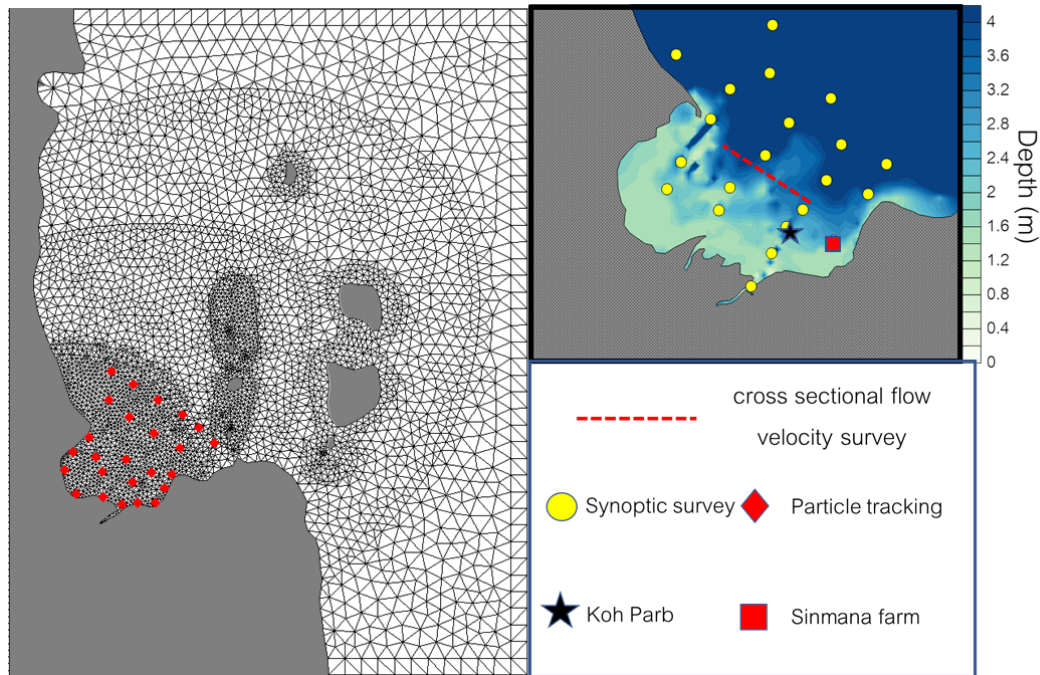 4
3.6
3.2
2.8
2.4
2
1.6
1.2
0.8
0.4
0
Depth (m)
cross sectional flow
velocity survey
Synoptic survey
Particle tracking
Koh Parb
Sinmana farm